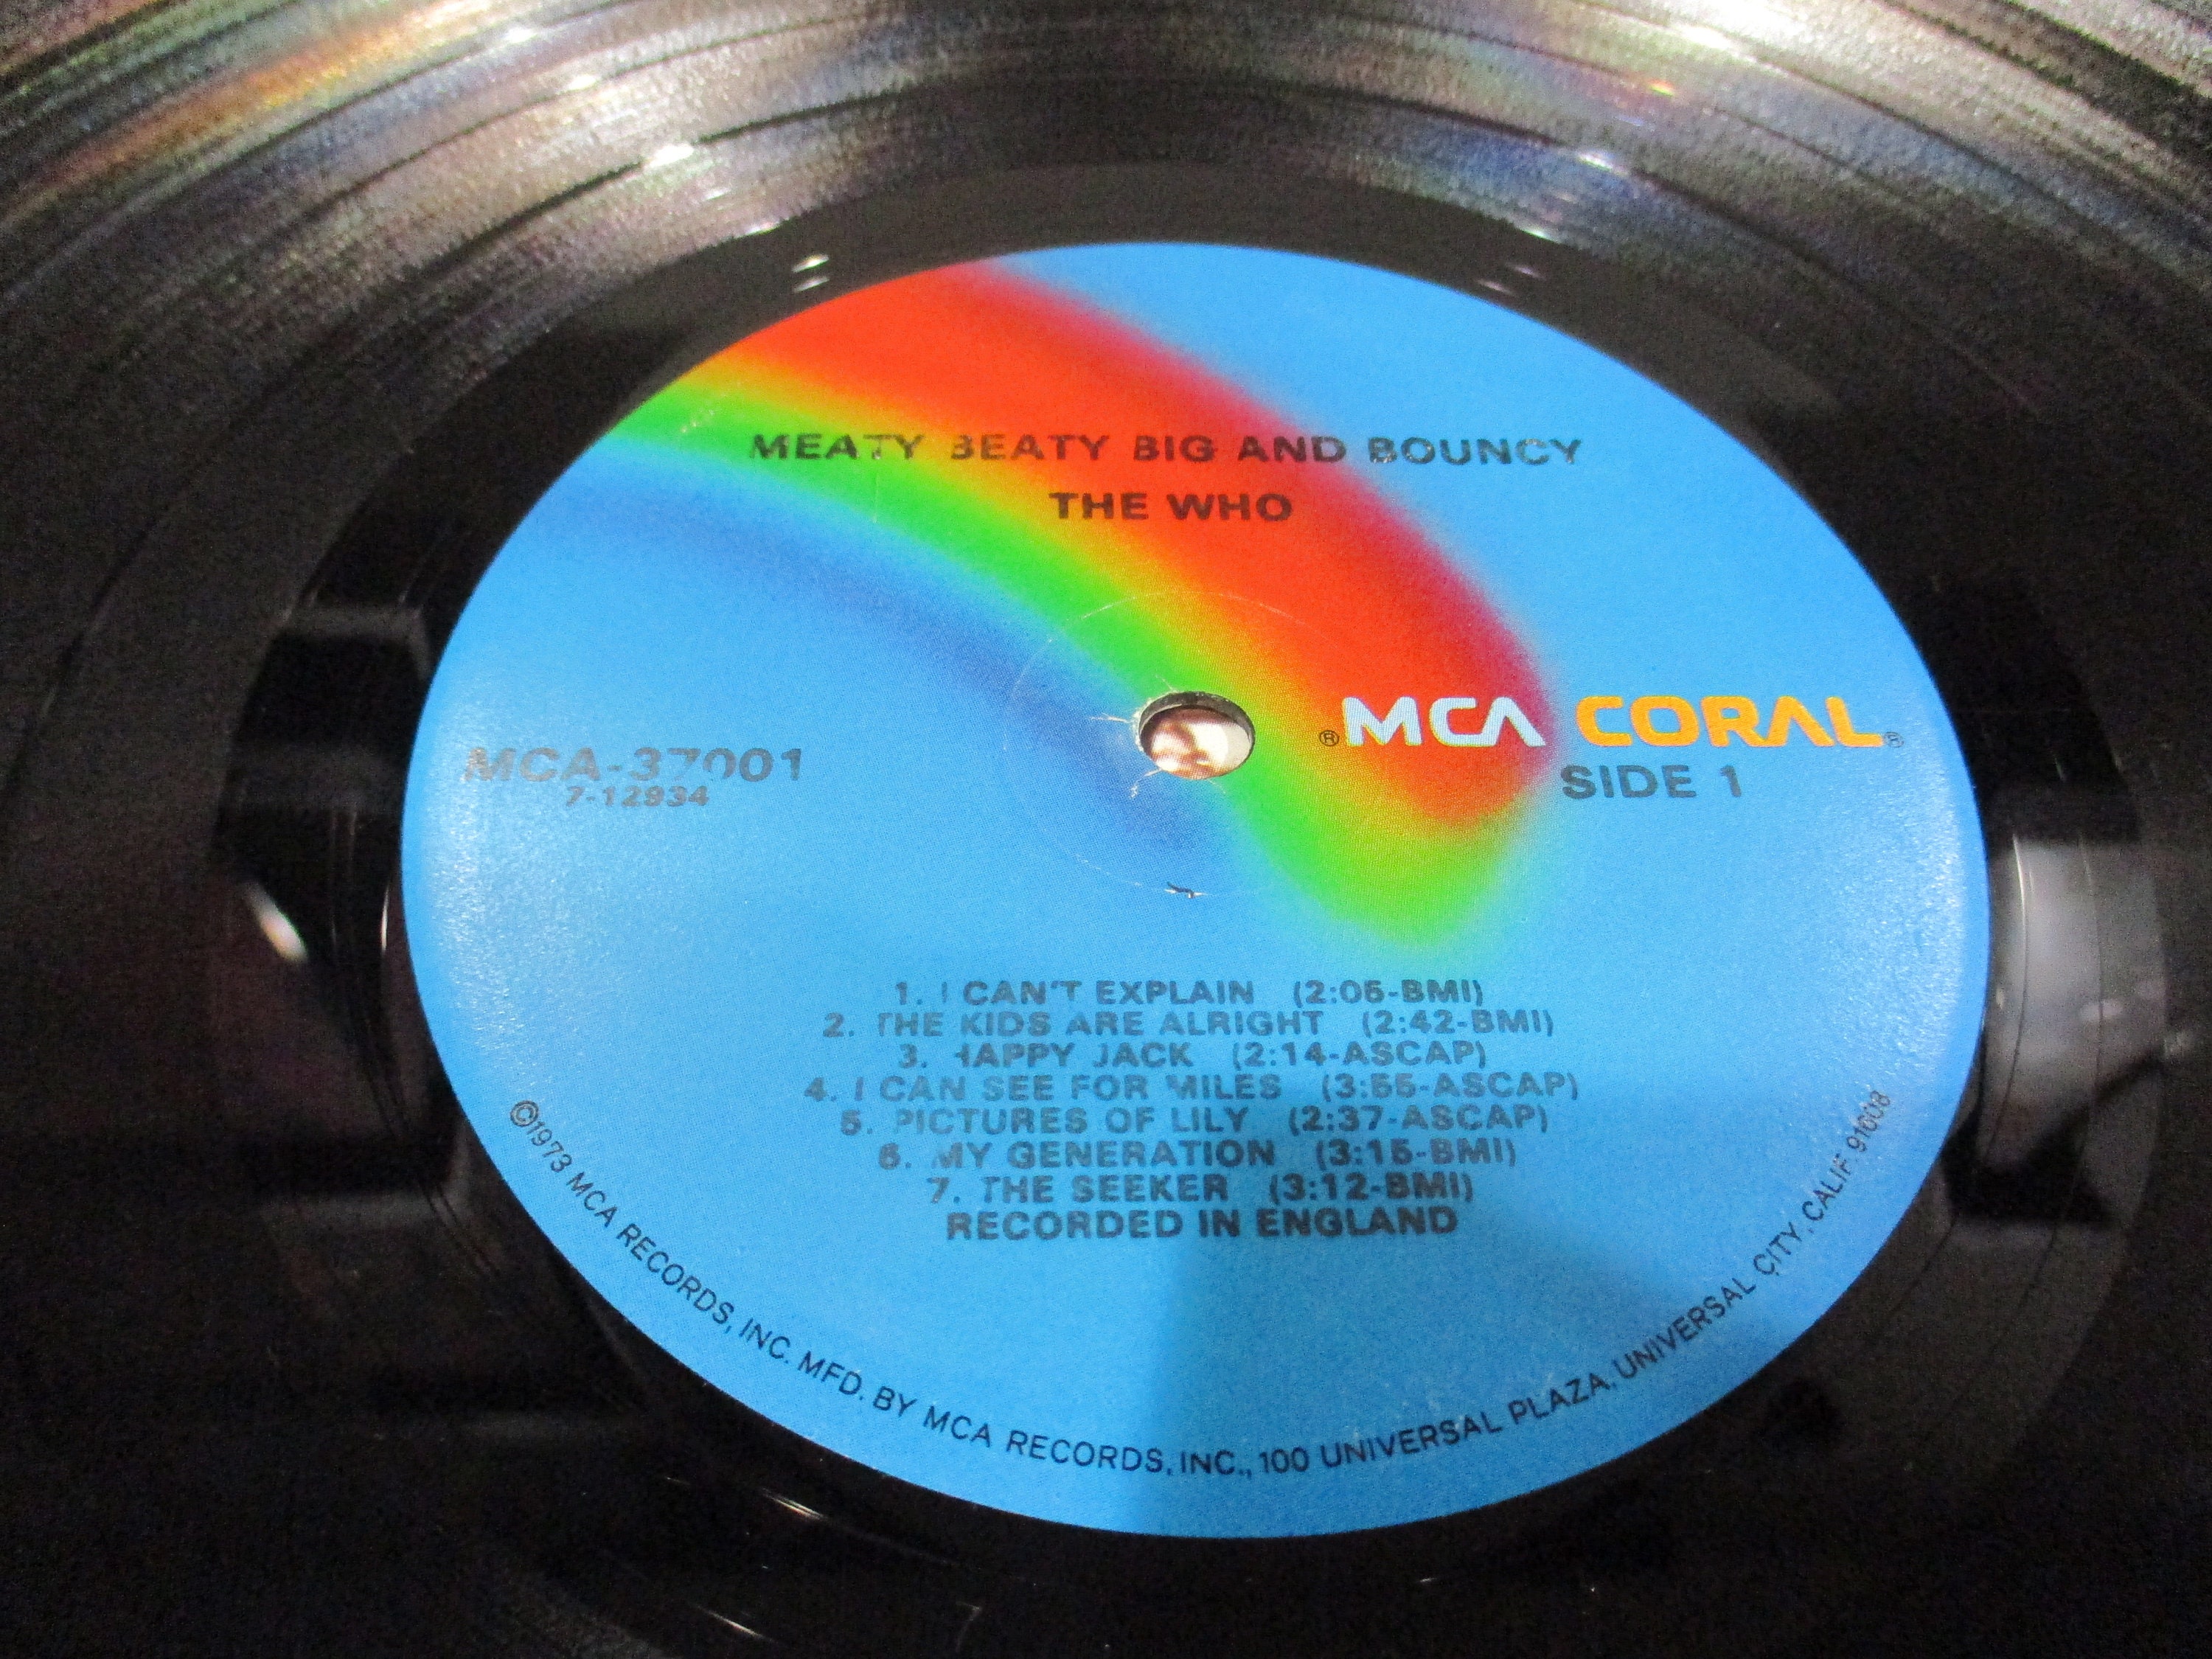 MEATY BEATY BIG AND BOUNCY
THE WHO
® MCA CORAL ®
SIDE 1
MCA-37001
7-12934
1. I CAN'T EXPLAIN (2:05-BMI)
2. THE KIDS ARE ALRIGHT (2:42-BMI)
3. HAPPY JACK (2:14-ASCAP)
4. I CAN SEE FOR MILES (3:55-ASCAP)
5. PICTURES OF LILY (2:37-ASCAP)
6. MY GENERATION (3:15-BMI)
7. THE SEEKER (3:12-BMI)
RECORDED IN ENGLAND
©1973 MCA RECORDS, INC. MFD. BY MCA RECORDS, INC., 100 UNIVERSAL PLAZA, UNIVERSAL CITY, CALIF. 91608